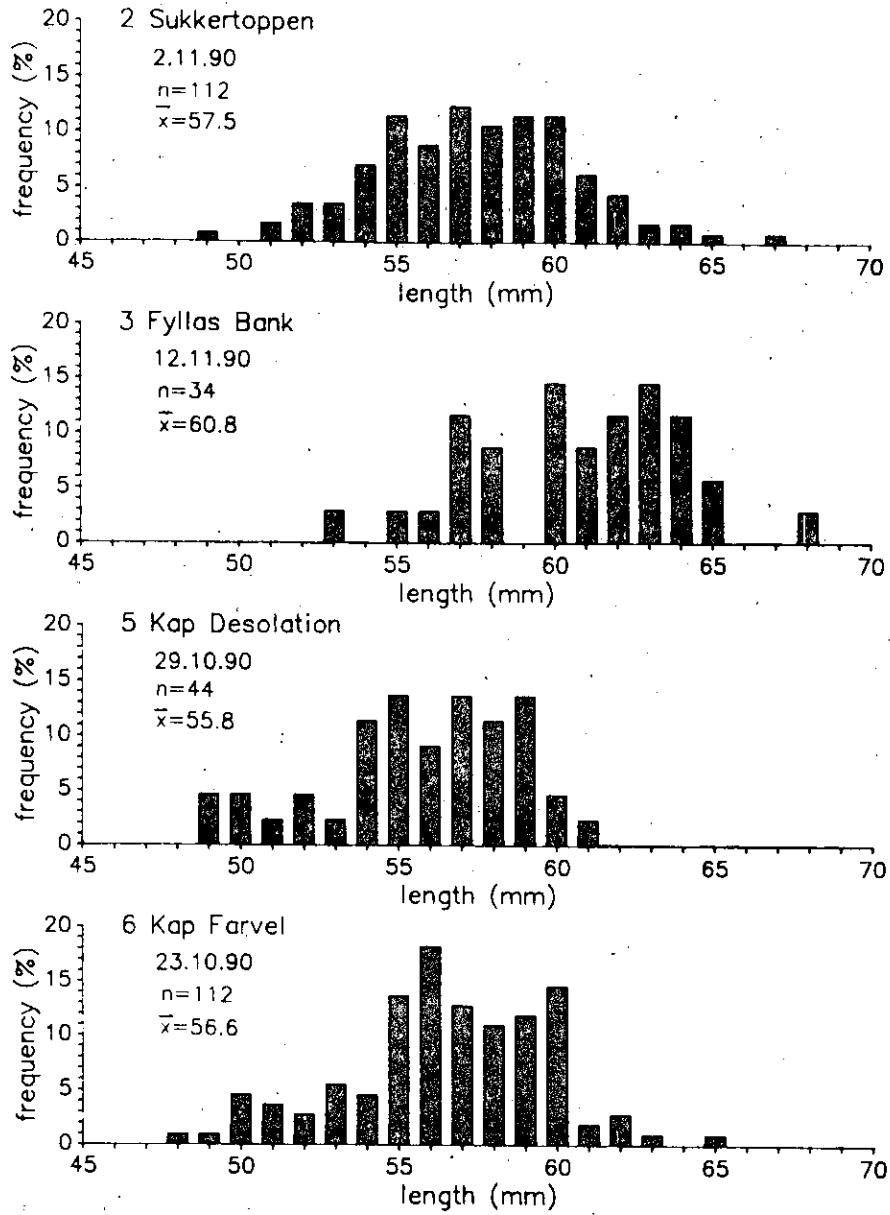 2 Sukkertoppen
2.11.90
n=112
x̄=57.5
frequency (%)
20
15
10
5
0
45 50 55 60 65 70
length (mm)
3 Fyllas Bank
12.11.90
n=34
x̄=60.8
frequency (%)
20
15
10
5
0
45 50 55 60 65 70
length (mm)
5 Kap Desolation
29.10.90
n=44
x̄=55.8
frequency (%)
20
15
10
5
0
45 50 55 60 65 70
length (mm)
6 Kap Farvel
23.10.90
n=112
x̄=56.6
frequency (%)
20
15
10
5
0
45 50 55 60 65 70
length (mm)